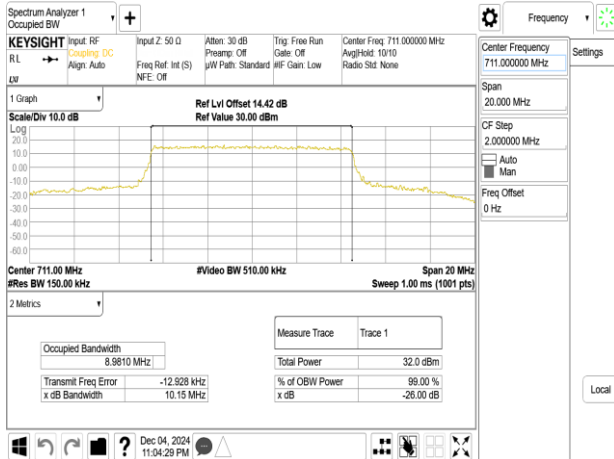 Spectrum Analyzer 1
Occupied BW
Frequency
KEYSIGHT
Input: RF
Coupling: DC
Align: Auto
R L
LXI
Input Z: 50 Ω
Freq Ref: Int (S)
NFE: Off
Atten: 30 dB
Preamp: Off
µW Path: Standard
Trig: Free Run
Gate: Off
#IF Gain: Low
Center Freq: 711.000000 MHz
Avg|Hold: 10/10
Radio Std: None
Center Frequency
711.000000 MHz
Settings
Span
20.000 MHz
CF Step
2.000000 MHz
Auto
Man
Freq Offset
0 Hz
Local
1 Graph
Scale/Div 10.0 dB
Ref Lvl Offset 14.42 dB
Ref Value 30.00 dBm
Log
20.0
10.0
0.00
-10.0
-20.0
-30.0
-40.0
-50.0
-60.0
Center 711.00 MHz
#Video BW 510.00 kHz
Span 20 MHz
#Res BW 150.00 kHz
Sweep 1.00 ms (1001 pts)
2 Metrics
Measure Trace Trace 1
Occupied Bandwidth
8.9810 MHz
Total Power 32.0 dBm
Transmit Freq Error -12.928 kHz
% of OBW Power 99.00 %
x dB Bandwidth 10.15 MHz
x dB -26.00 dB
?
Dec 04, 2024
11:04:29 PM